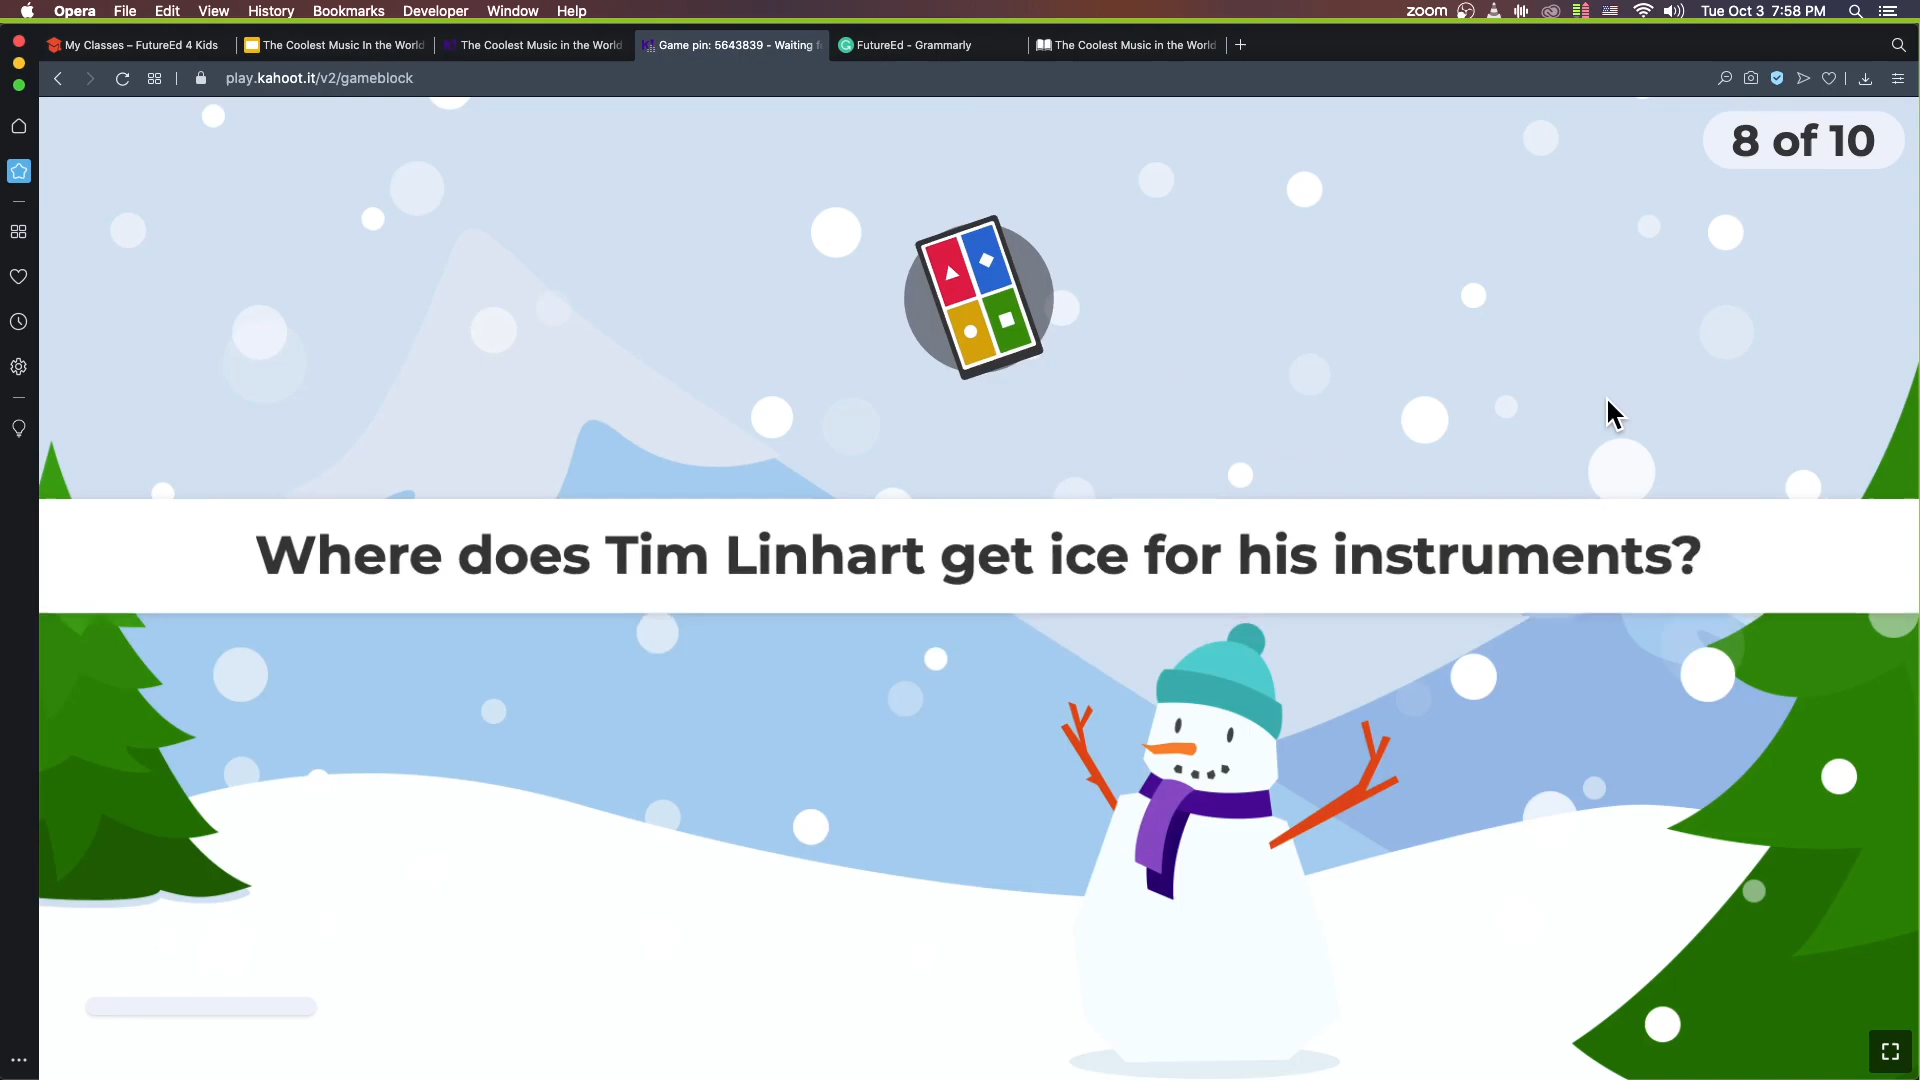 Opera File Edit View History Bookmarks Developer Window Help zoom Tue Oct 3 7:58 PM
My Classes – FutureEd 4 Kids The Coolest Music In the World The Coolest Music in the World Game pin: 5643839 - Waiting f FutureEd - Grammarly The Coolest Music in the World
play.kahoot.it/v2/gameblock
8 of 10
Where does Tim Linhart get ice for his instruments?